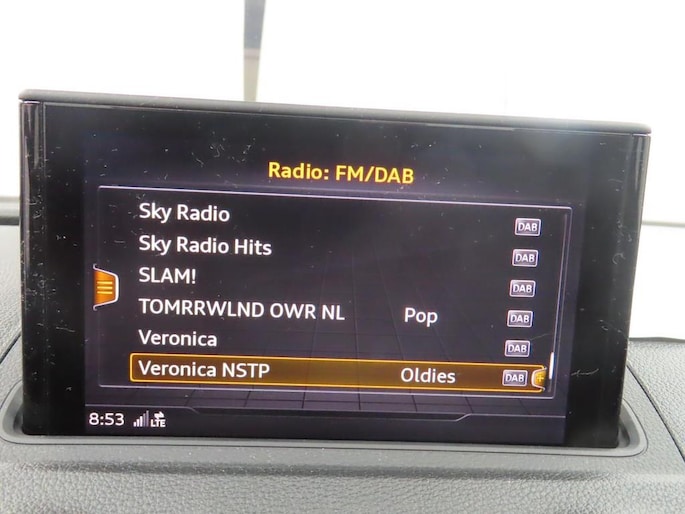 Radio: FM/DAB
Sky Radio DAB
Sky Radio Hits DAB
SLAM! DAB
TOMRRWLND OWR NL Pop DAB
Veronica DAB
Veronica NSTP Oldies DAB
8:53 LTE